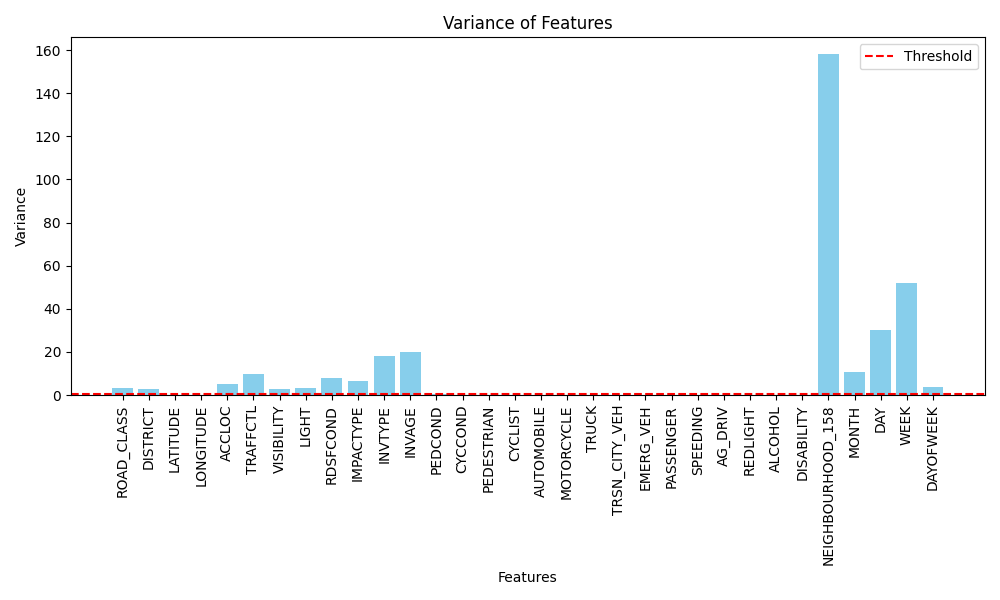 Variance of Features
Threshold
Variance
160
140
120
100
80
60
40
20
0
ROAD_CLASS
DISTRICT
LATITUDE
LONGITUDE
ACCLOC
TRAFFCTL
VISIBILITY
LIGHT
RDSFCOND
IMPACTYPE
INVTYPE
INVAGE
PEDCOND
CYCCOND
PEDESTRIAN
CYCLIST
AUTOMOBILE
MOTORCYCLE
TRUCK
TRSN_CITY_VEH
EMERG_VEH
PASSENGER
SPEEDING
AG_DRIV
REDLIGHT
ALCOHOL
DISABILITY
NEIGHBOURHOOD_158
MONTH
DAY
WEEK
DAYOFWEEK
Features